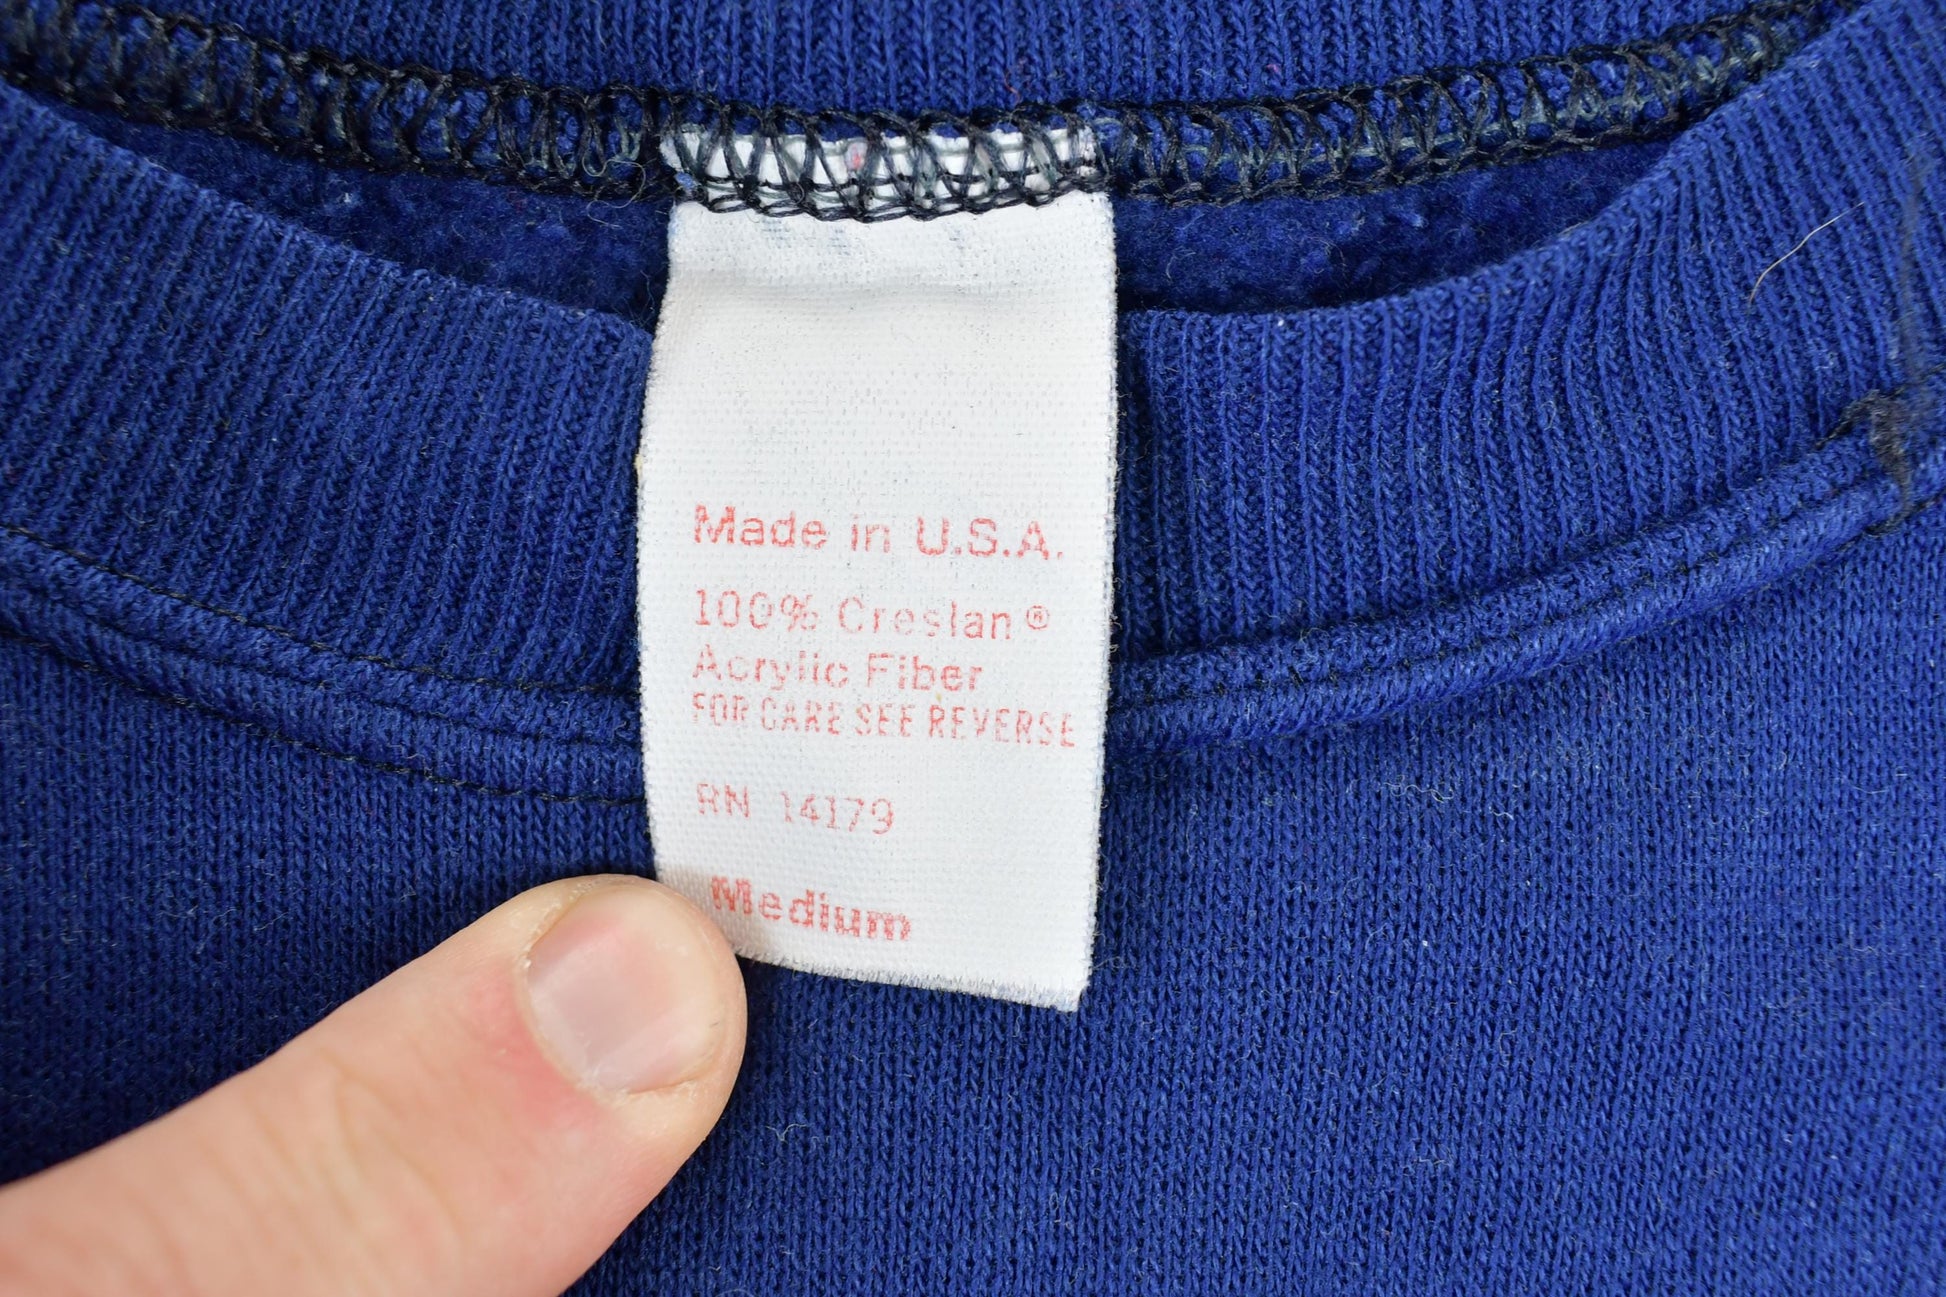 Made in U.S.A.
100% Creslan®
Acrylic Fiber
FOR CARE SEE REVERSE
RN 14179
Medium